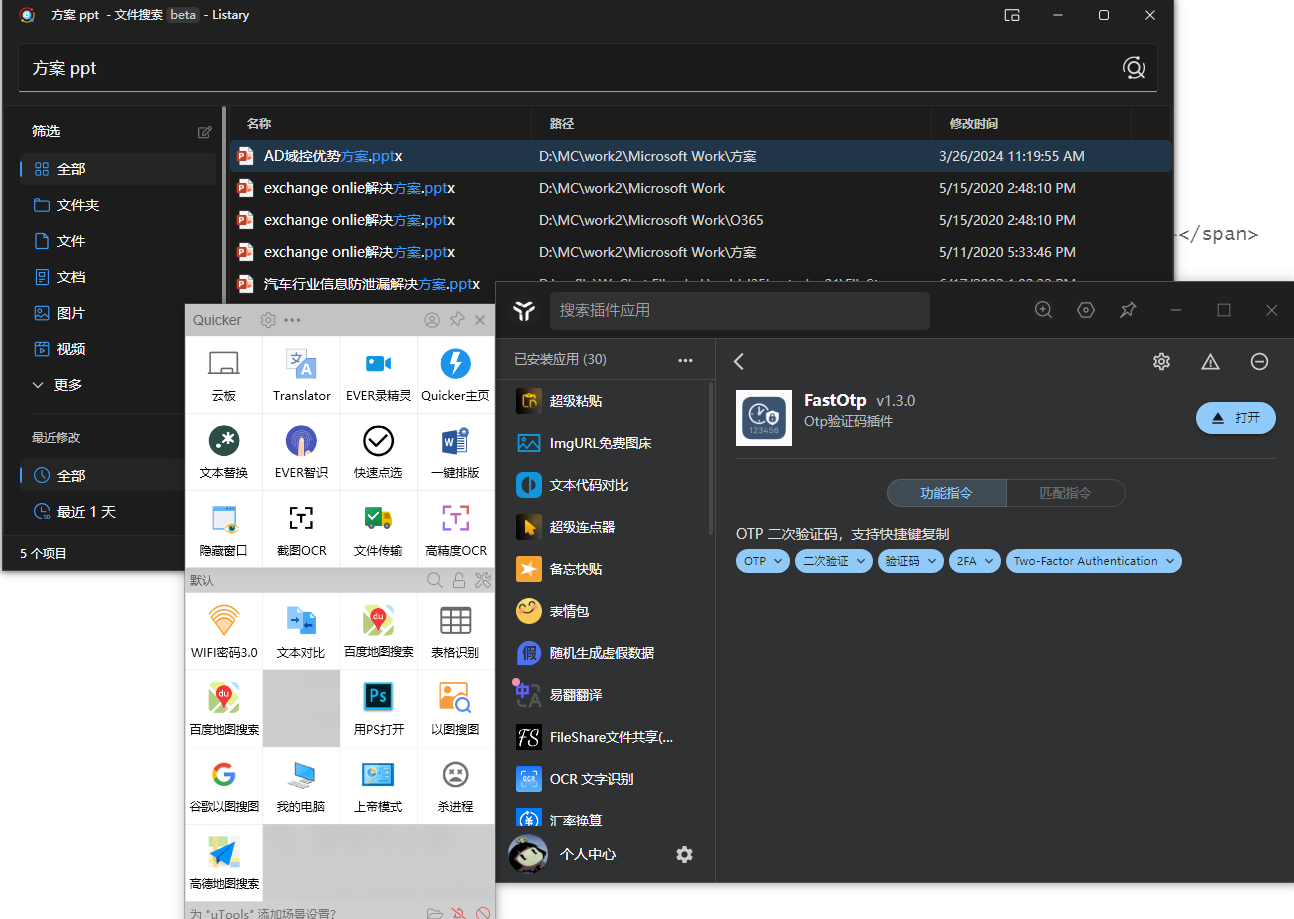 方案 ppt - 文件搜索 beta - Listary
方案 ppt
筛选
全部
文件夹
文件
文档
图片
视频
更多
最近修改
全部
最近 1 天
5 个项目
名称 路径 修改时间
AD域控优势方案.pptx D:\MC\work2\Microsoft Work\方案 3/26/2024 11:19:55 AM
exchange onlie解决方案.pptx D:\MC\work2\Microsoft Work 5/15/2020 2:48:10 PM
exchange onlie解决方案.pptx D:\MC\work2\Microsoft Work\O365 5/15/2020 2:48:10 PM
exchange onlie解决方案.pptx D:\MC\work2\Microsoft Work\方案 5/11/2020 5:33:46 PM
汽车行业信息防泄漏解决方案.pptx
</span>
Quicker
云板 Translator EVER录精灵 Quicker主页
文本替换 EVER智识 快速点选 一键排版
隐藏窗口 截图OCR 文件传输 高精度OCR
默认
WIFI密码3.0 文本对比 百度地图搜索 表格识别
百度地图搜索 用PS打开 以图搜图
谷歌以图搜图 我的电脑 上帝模式 杀进程
高德地图搜索
为 "uTools" 添加场景设置?
搜索插件应用
已安装应用 (30)
超级粘贴
ImgURL免费图床
文本代码对比
超级连点器
备忘快贴
表情包
随机生成虚假数据
易翻翻译
FileShare文件共享(...
OCR 文字识别
汇率换算
个人中心
FastOtp v1.3.0
Otp验证码插件
123456
打开
功能指令 匹配指令
OTP 二次验证码，支持快捷键复制
OTP 二次验证 验证码 2FA Two-Factor Authentication